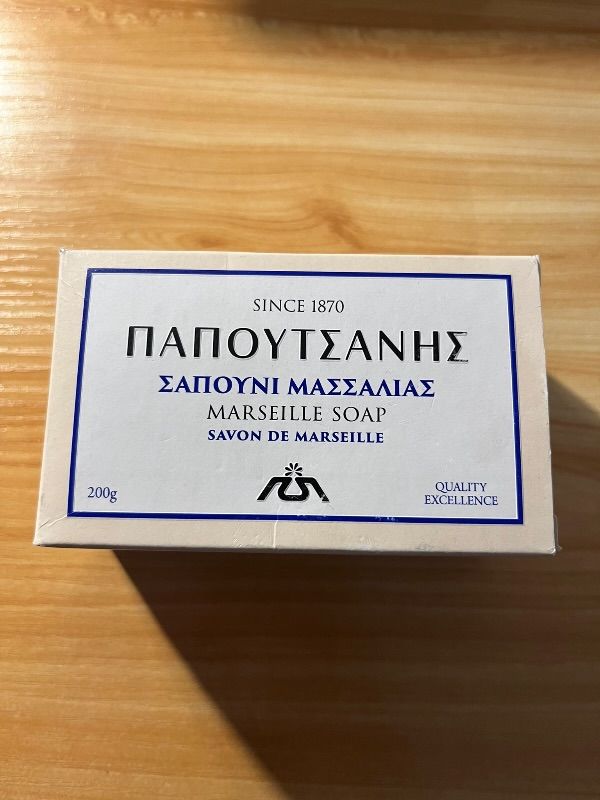 SINCE 1870
ΠΑΠΟΥΤΣΑΝΗΣ
ΣΑΠΟΥΝΙ ΜΑΣΣΑΛΙΑΣ
MARSEILLE SOAP
SAVON DE MARSEILLE
200g
QUALITY
EXCELLENCE